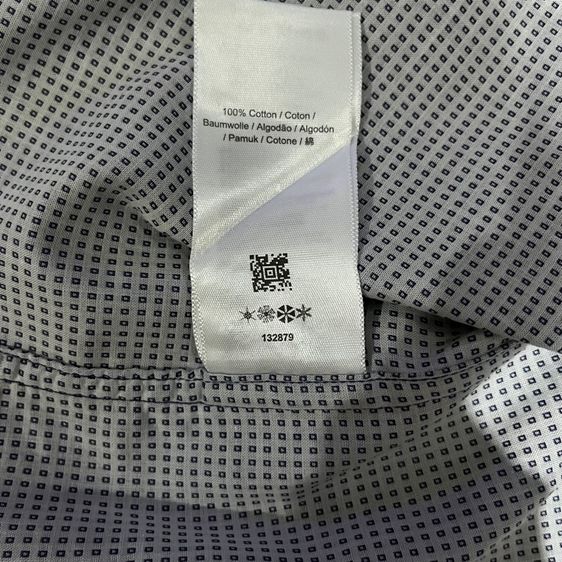 100% Cotton / Coton /
Baumwolle / Algodão / Algodón
/ Pamuk / Cotone / 綿
132879